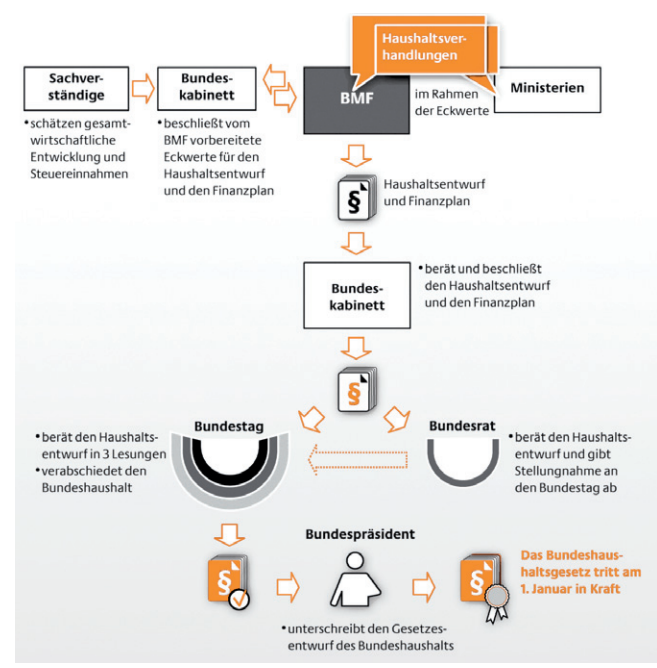 Haushaltsver-
handlungen
Sachver-
ständige
Bundes-
kabinett
BMF
im Rahmen
der Eckwerte
Ministerien
• schätzen gesamt-
wirtschaftliche
Entwicklung und
Steuereinnahmen
• beschließt vom
BMF vorbereitete
Eckwerte für den
Haushaltsentwurf
und den Finanzplan
§
Haushaltsentwurf
und Finanzplan
Bundes-
kabinett
• berät und beschließt
den Haushaltsentwurf
und den Finanzplan
§
Bundestag
• berät den Haushalts-
entwurf in 3 Lesungen
• verabschiedet den
Bundeshaushalt
Bundesrat
• berät den Haushalts-
entwurf und gibt
Stellungnahme an
den Bundestag ab
§
Bundespräsident
• unterschreibt den Gesetzes-
entwurf des Bundeshaushalts
§
Das Bundeshaus-
haltsgesetz tritt am
1. Januar in Kraft